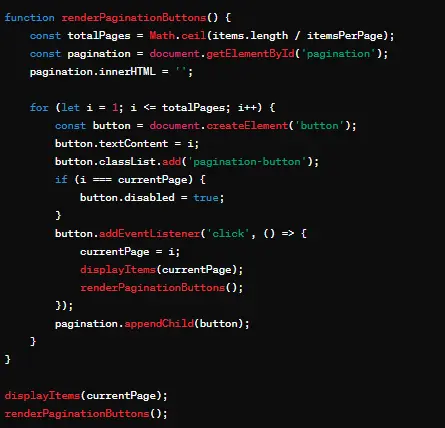 function renderPaginationButtons() {
    const totalPages = Math.ceil(items.length / itemsPerPage);
    const pagination = document.getElementById('pagination');
    pagination.innerHTML = '';

    for (let i = 1; i <= totalPages; i++) {
        const button = document.createElement('button');
        button.textContent = i;
        button.classList.add('pagination-button');
        if (i === currentPage) {
            button.disabled = true;
        }
        button.addEventListener('click', () => {
            currentPage = i;
            displayItems(currentPage);
            renderPaginationButtons();
        });
        pagination.appendChild(button);
    }
}

displayItems(currentPage);
renderPaginationButtons();